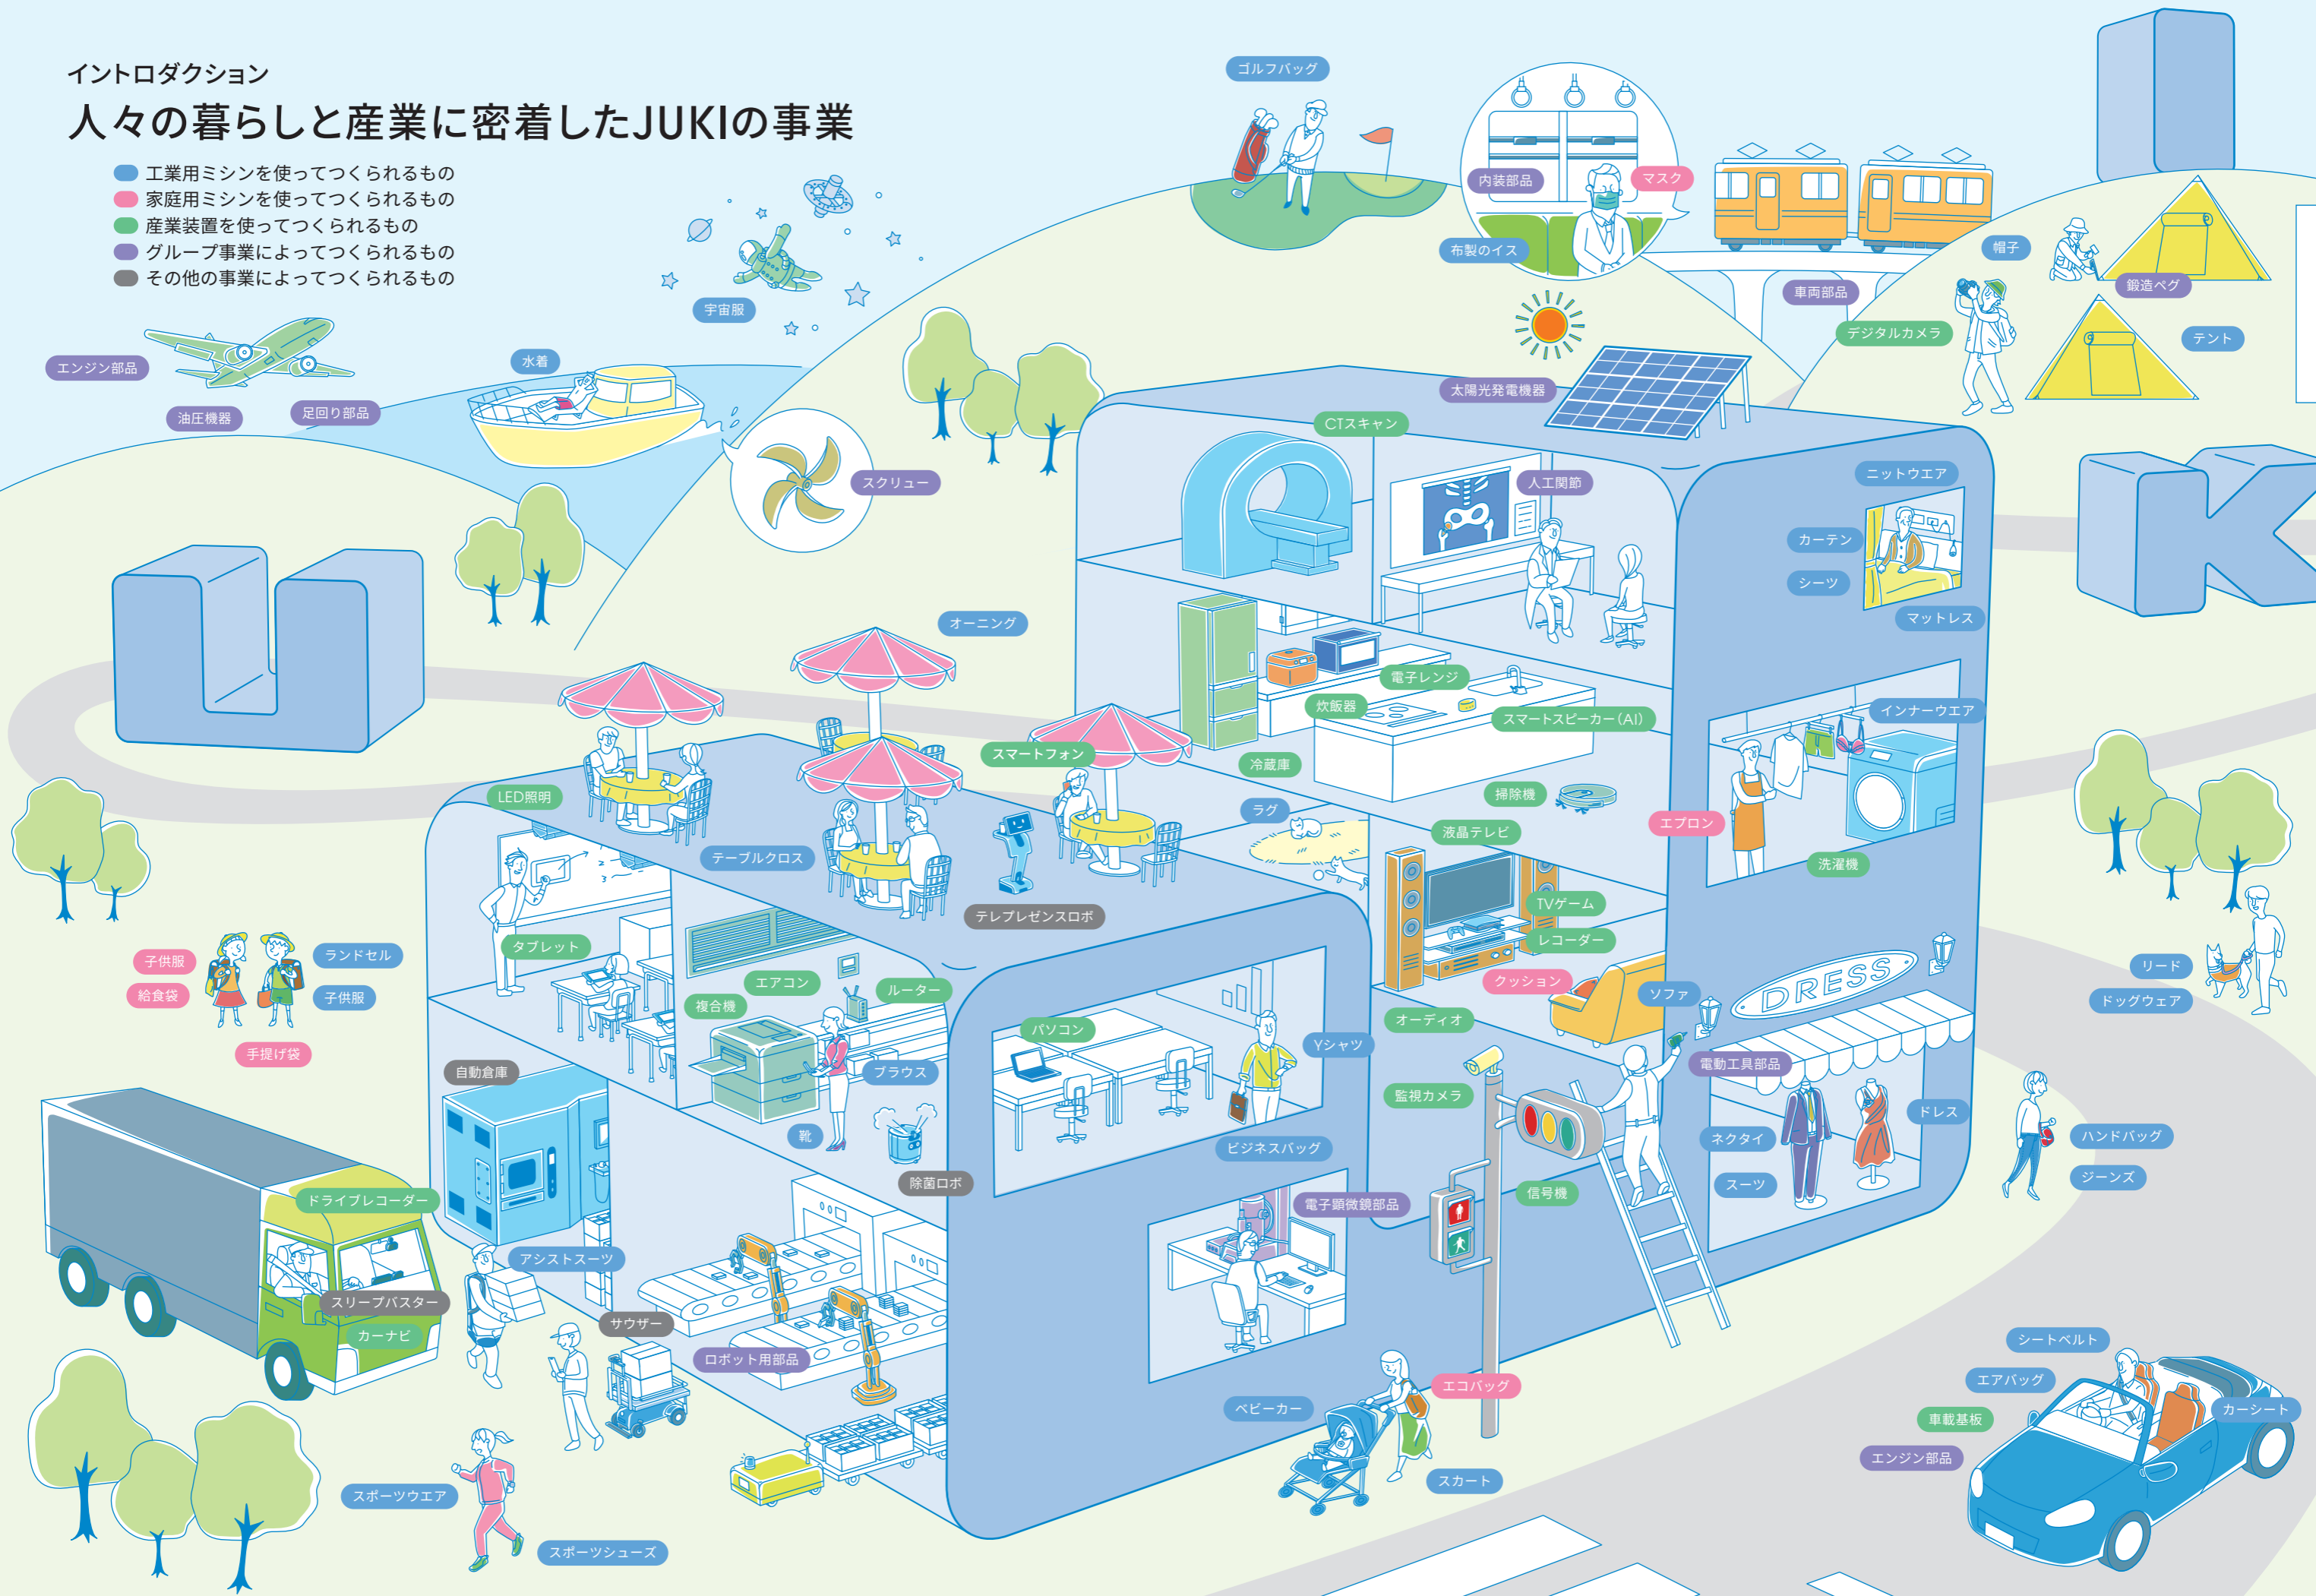 イントロダクション
人々の暮らしと産業に密着したJUKIの事業
工業用ミシンを使ってつくられるもの
家庭用ミシンを使ってつくられるもの
産業装置を使ってつくられるもの
グループ事業によってつくられるもの
その他の事業によってつくられるもの
エンジン部品
油圧機器
足回り部品
水着
宇宙服
スクリュー
ゴルフバッグ
内装部品
マスク
布製のイス
車両部品
帽子
鍛造ペグ
デジタルカメラ
テント
太陽光発電機器
CTスキャン
人工関節
ニットウエア
カーテン
シーツ
マットレス
オーニング
電子レンジ
炊飯器
スマートスピーカー(AI)
冷蔵庫
インナーウエア
スマートフォン
掃除機
ラグ
液晶テレビ
エプロン
洗濯機
LED照明
テーブルクロス
テレプレゼンスロボ
TVゲーム
レコーダー
クッション
ソファ
オーディオ
DRESS
リード
ドッグウェア
子供服
給食袋
ランドセル
子供服
手提げ袋
タブレット
エアコン
複合機
ルーター
パソコン
Yシャツ
自動倉庫
ブラウス
靴
除菌ロボ
ビジネスバッグ
監視カメラ
電動工具部品
ネクタイ
スーツ
ドレス
ハンドバッグ
ジーンズ
信号機
電子顕微鏡部品
ドライブレコーダー
スリープバスター
カーナビ
アシストスーツ
サウザー
ロボット用部品
エコバッグ
ベビーカー
スカート
シートベルト
エアバッグ
車載基板
エンジン部品
カーシート
スポーツウエア
スポーツシューズ
U
K
I